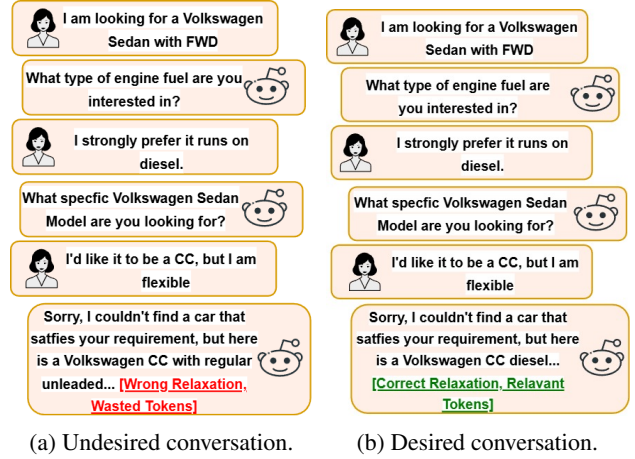 I am looking for a Volkswagen
Sedan with FWD
What type of engine fuel are you
interested in?
I strongly prefer it runs on
diesel.
What specfic Volkswagen Sedan
Model are you looking for?
I'd like it to be a CC, but I am
flexible
Sorry, I couldn't find a car that
satfies your requirement, but here
is a Volkswagen CC with regular
unleaded... [Wrong Relaxation,
Wasted Tokens]
(a) Undesired conversation.
I am looking for a Volkswagen
Sedan with FWD
What type of engine fuel are
you interested in?
I strongly prefer it runs on
diesel.
What specfic Volkswagen Sedan
Model are you looking for?
I'd like it to be a CC, but I am
flexible
Sorry, I couldn't find a car that
satfies your requirement, but here
is a Volkswagen CC diesel...
[Correct Relaxation, Relavant
Tokens]
(b) Desired conversation.